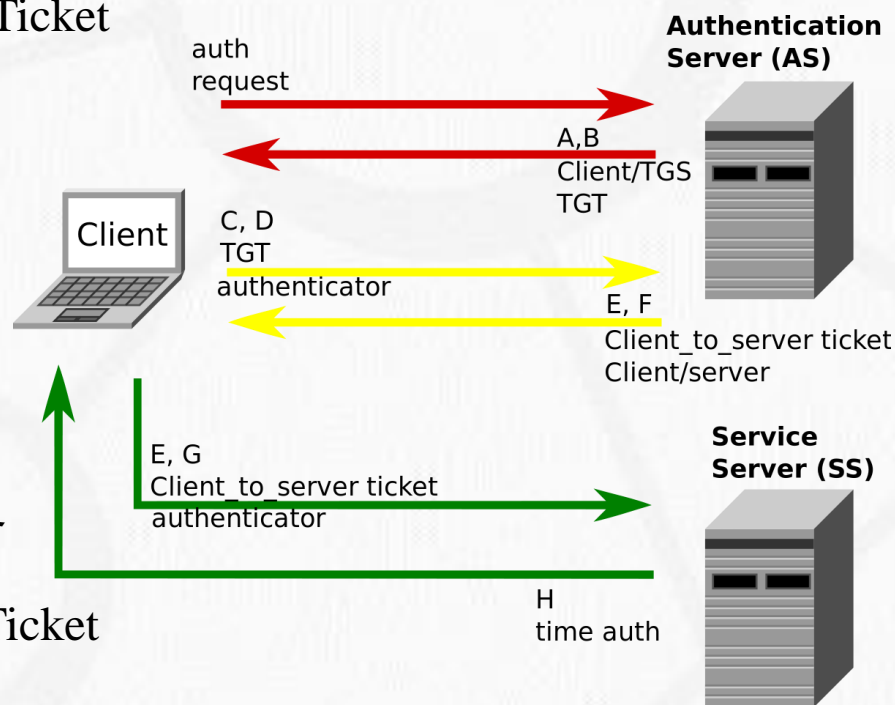 Ticket
auth
request
Authentication
Server (AS)
A,B
Client/TGS
TGT
Client
C, D
TGT
authenticator
E, F
Client_to_server ticket
Client/server
E, G
Client_to_server ticket
authenticator
Service
Server (SS)
H
time auth
Ticket